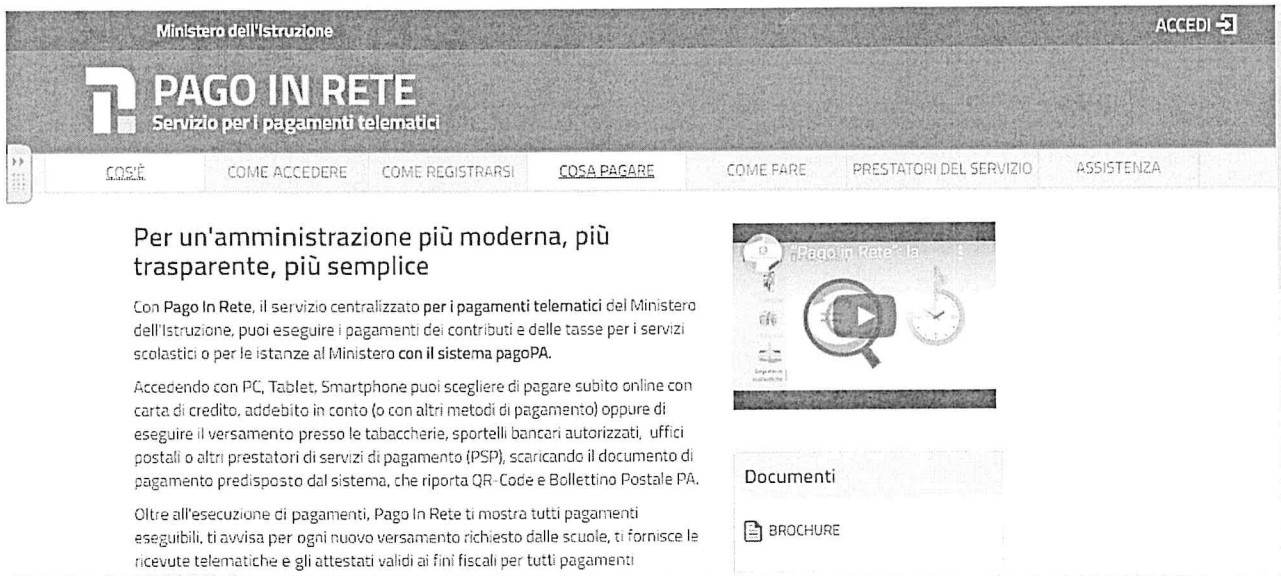 Ministero dell'Istruzione
ACCEDI
PAGO IN RETE
Servizio per i pagamenti telematici
COS'È
COME ACCEDERE
COME REGISTRARSI
COSA PAGARE
COME FARE
PRESTATORI DEL SERVIZIO
ASSISTENZA
Per un'amministrazione più moderna, più
trasparente, più semplice
Con Pago In Rete, il servizio centralizzato per i pagamenti telematici del Ministero
dell'Istruzione, puoi eseguire i pagamenti dei contributi e delle tasse per i servizi
scolastici o per le istanze al Ministero con il sistema pagoPA.
Accedendo con PC, Tablet, Smartphone puoi scegliere di pagare subito online con
carta di credito, addebito in conto (o con altri metodi di pagamento) oppure di
eseguire il versamento presso le tabaccherie, sportelli bancari autorizzati, uffici
postali o altri prestatori di servizi di pagamento (PSP), scaricando il documento di
pagamento predisposto dal sistema, che riporta QR-Code e Bollettino Postale PA.
Oltre all'esecuzione di pagamenti, Pago In Rete ti mostra tutti pagamenti
eseguibili, ti avvisa per ogni nuovo versamento richiesto dalle scuole, ti fornisce le
ricevute telematiche e gli attestati validi ai fini fiscali per tutti pagamenti
"Pago in Rete": la
Documenti
BROCHURE